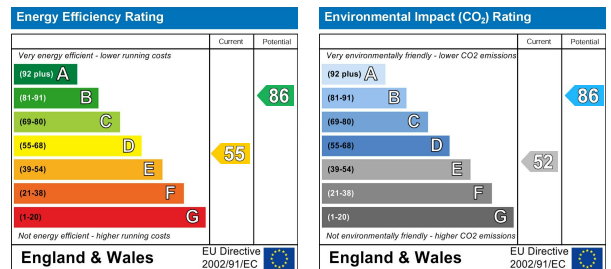 Energy Efficiency Rating
Current Potential
Very energy efficient - lower running costs
(92 plus) A
(81-91) B
86
(69-80) C
(55-68) D
55
(39-54) E
(21-38) F
(1-20) G
Not energy efficient - higher running costs
England & Wales
EU Directive
2002/91/EC
Environmental Impact (CO₂) Rating
Current Potential
Very environmentally friendly - lower CO2 emissions
(92 plus) A
(81-91) B
86
(69-80) C
(55-68) D
(39-54) E
52
(21-38) F
(1-20) G
Not environmentally friendly - higher CO2 emissions
England & Wales
EU Directive
2002/91/EC